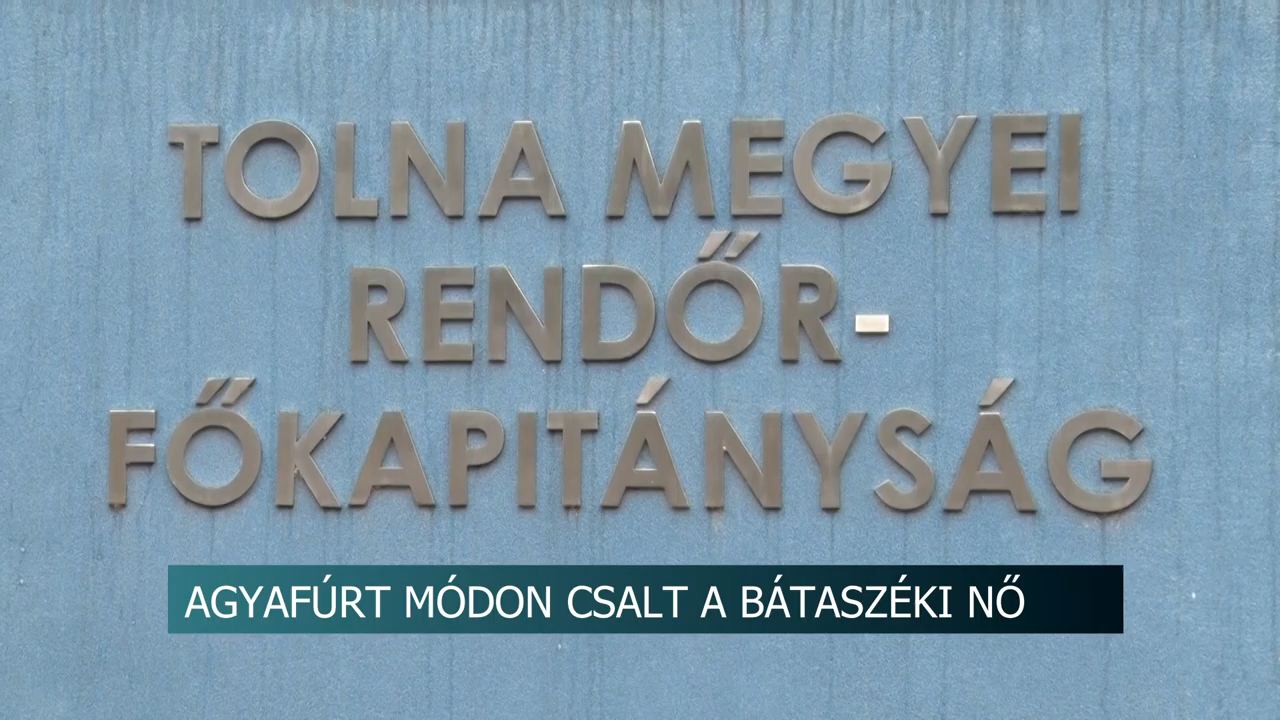 TOLNA MEGYEI
RENDŐR-
FŐKAPITÁNYSÁG
AGYAFÚRT MÓDON CSALT A BÁTASZÉKI NŐ